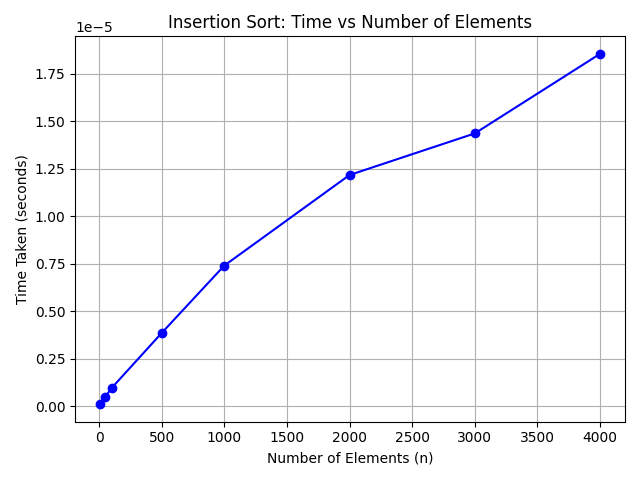 Insertion Sort: Time vs Number of Elements
1e−5
1.75
1.50
1.25
1.00
0.75
0.50
0.25
0.00
Time Taken (seconds)
0 500 1000 1500 2000 2500 3000 3500 4000
Number of Elements (n)